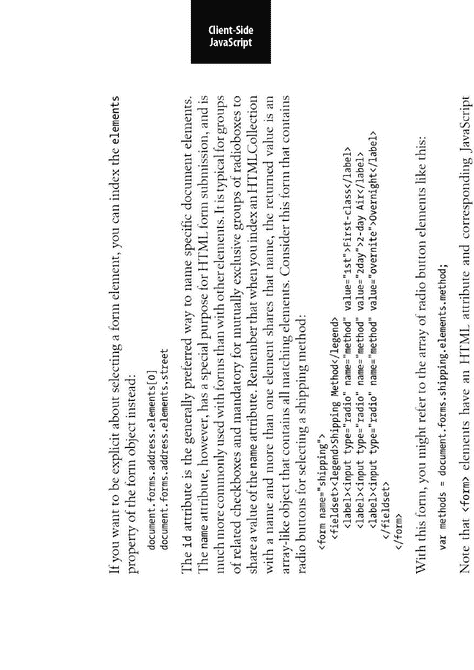 Client-Side
JavaScript
If you want to be explicit about selecting a form element, you can index the elements
property of the form object instead:
document.forms.address.elements[0]
document.forms.address.elements.street
The id attribute is the generally preferred way to name specific document elements.
The name attribute, however, has a special purpose for HTML form submission, and is
much more commonly used with forms than with other elements. It is typical for groups
of related checkboxes and mandatory for mutually exclusive groups of radioboxes to
share a value of the name attribute. Remember that when you index an HTMLCollection
with a name and more than one element shares that name, the returned value is an
array-like object that contains all matching elements. Consider this form that contains
radio buttons for selecting a shipping method:
<form name="shipping">
<fieldset><legend>Shipping Method</legend>
<label><input type="radio" name="method" value="1st">First-class</label>
<label><input type="radio" name="method" value="2day">2-day Air</label>
<label><input type="radio" name="method" value="overnite">Overnight</label>
</fieldset>
</form>
With this form, you might refer to the array of radio button elements like this:
var methods = document.forms.shipping.elements.method;
Note that <form> elements have an HTML attribute and corresponding JavaScript